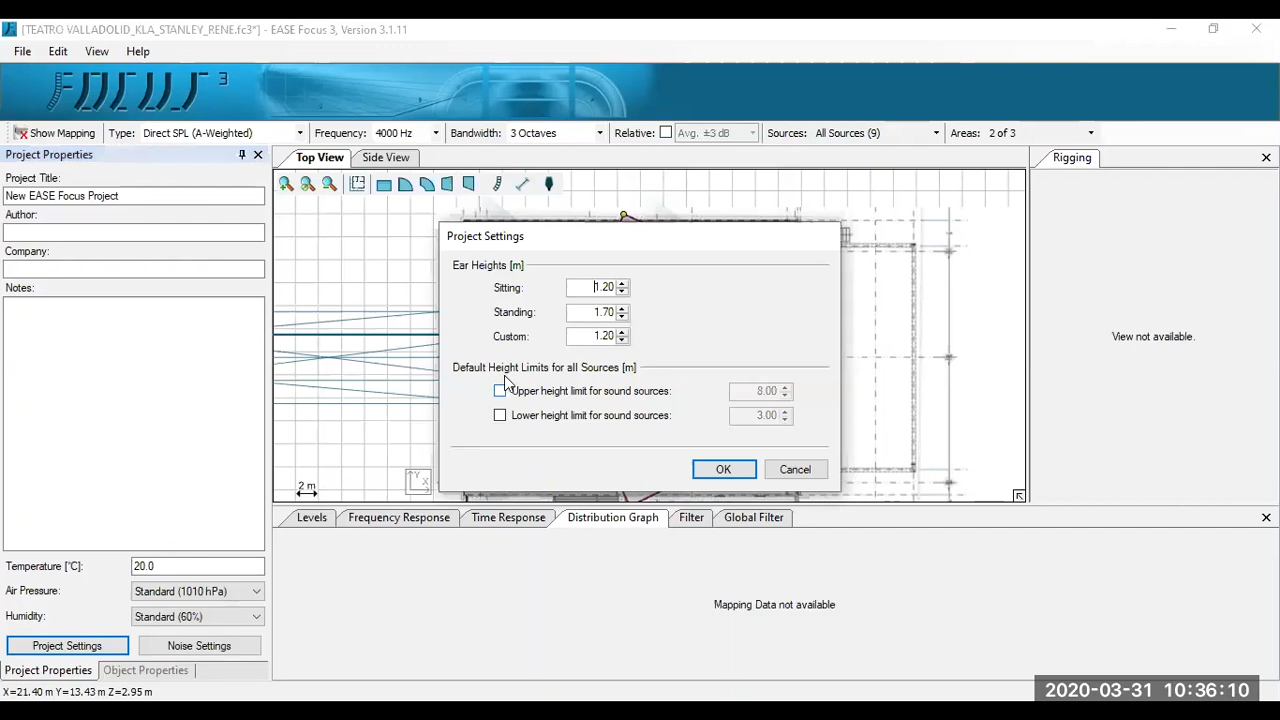 [TEATRO VALLADOLID_KLA_STANLEY_RENE.fc3*] - EASE Focus 3, Version 3.1.11
File Edit View Help
FOCUS 3
Show Mapping Type: Direct SPL (A-Weighted) Frequency: 4000 Hz Bandwidth: 3 Octaves Relative: Avg. ±3 dB Sources: All Sources (9) Areas: 2 of 3
Project Properties
Project Title:
New EASE Focus Project
Author:
Company:
Notes:
Temperature [°C]: 20.0
Air Pressure: Standard (1010 hPa)
Humidity: Standard (60%)
Project Settings Noise Settings
Project Properties Object Properties
Top View Side View
Project Settings
Ear Heights [m]
Sitting: 1.20
Standing: 1.70
Custom: 1.20
Default Height Limits for all Sources [m]
Upper height limit for sound sources: 8.00
Lower height limit for sound sources: 3.00
OK Cancel
2 m
Y
X
Rigging
View not available.
Levels Frequency Response Time Response Distribution Graph Filter Global Filter
Mapping Data not available
X=21.40 m Y=13.43 m Z=2.95 m
2020-03-31 10:36:10